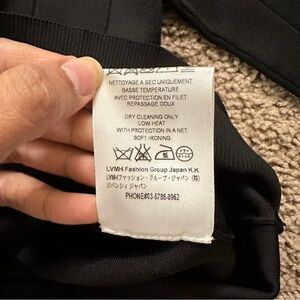 NETTOYAGE A SEC UNIQUEMENT
BASSE TEMPERATURE
AVEC PROTECTION EN FILET
REPASSAGE DOUX
DRY CLEANING ONLY
LOW HEAT
WITH PROTECTION IN A NET
SOFT IRONING
LVMH Fashion Group Japan K.K
LVMHファッション・グループ・ジャパン(株)
ジバンシィ ジャパン
PHONE#03-5786-0962